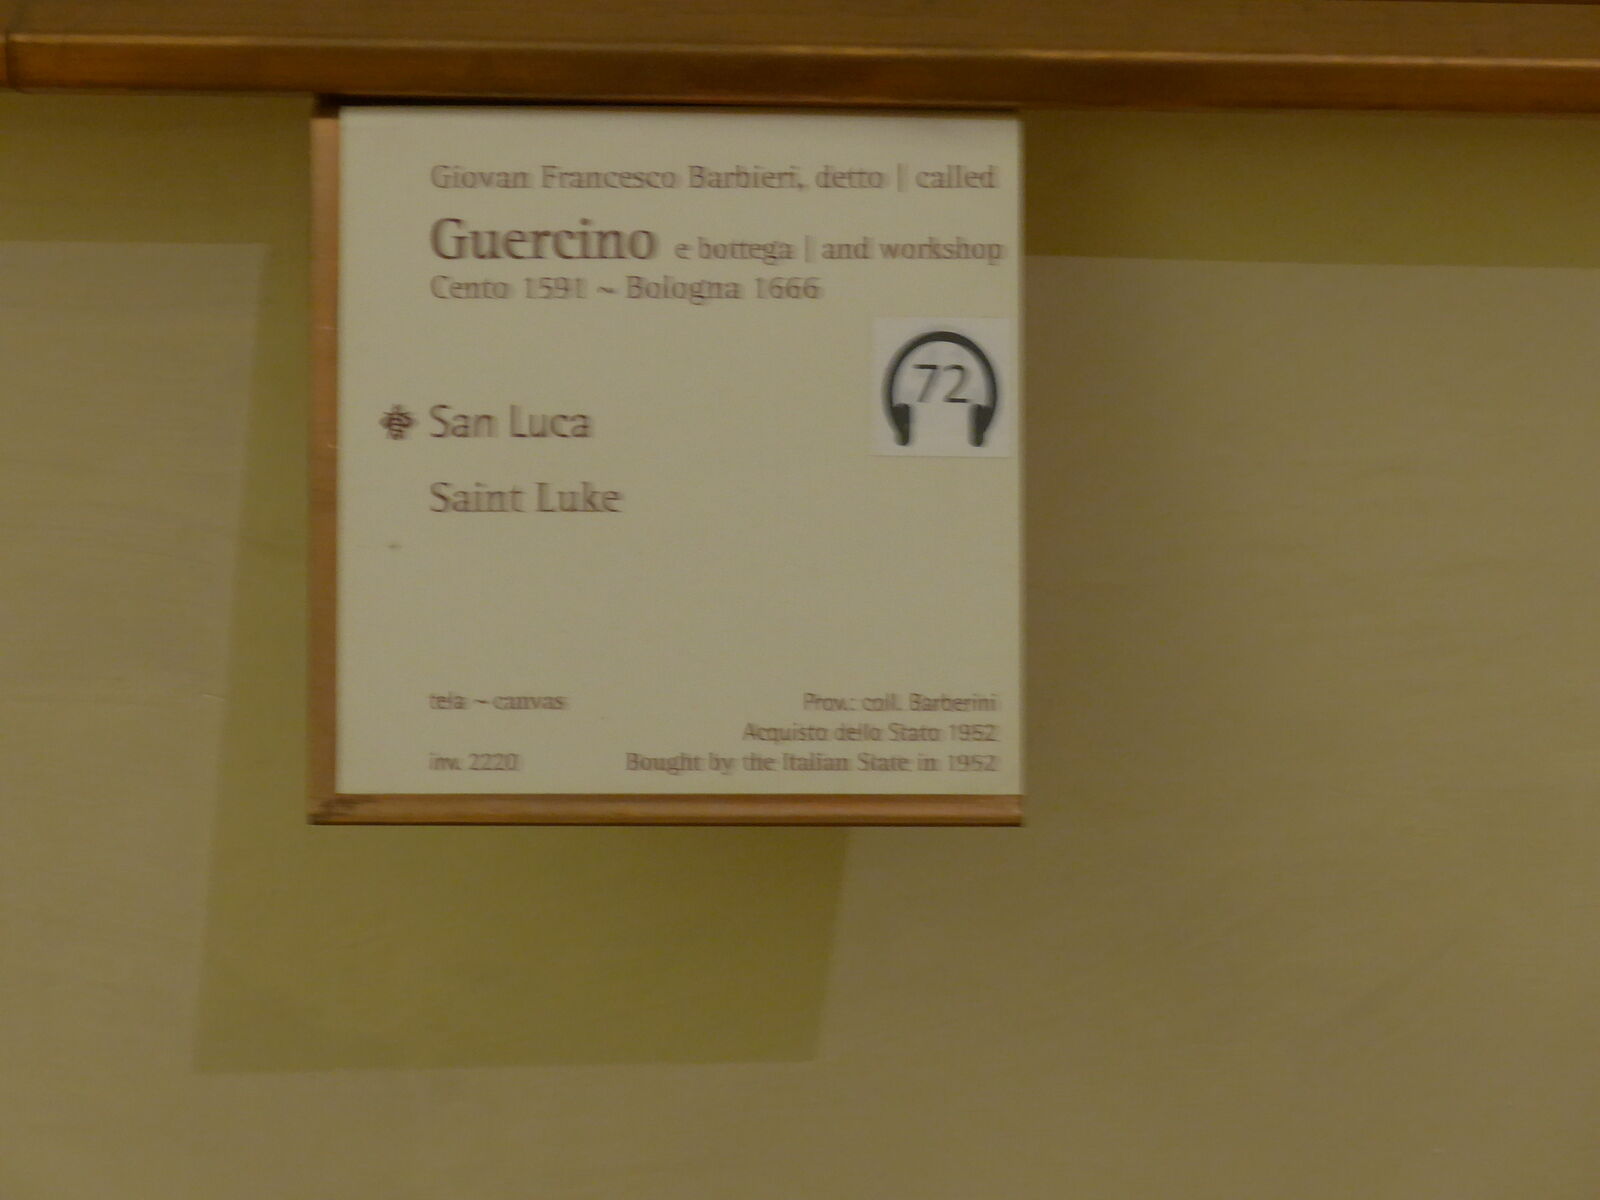 Giovan Francesco Barbieri, detto | called
Guercino e bottega | and workshop
Cento 1591 ~ Bologna 1666
72
San Luca
Saint Luke
tela ~ canvas
Prov.: coll. Barberini
Acquisto dello Stato 1952
inv. 2220
Bought by the Italian State in 1952